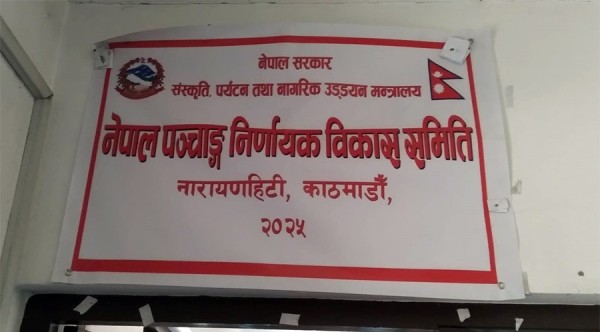 नेपाल सरकार
संस्कृति, पर्यटन तथा नागरिक उड्डयन मन्त्रालय
नेपाल पञ्चाङ्ग निर्णायक विकास समिति
नारायणहिटी, काठमाडौँ,
२०२५